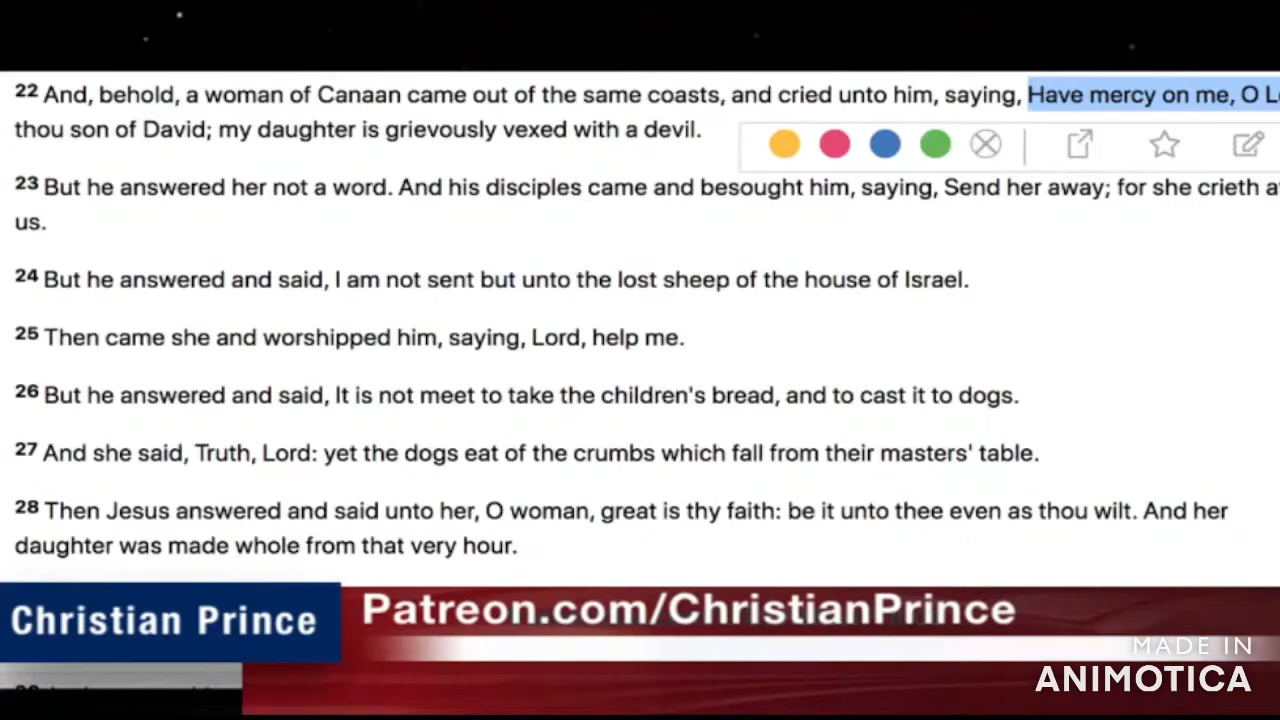 22 And, behold, a woman of Canaan came out of the same coasts, and cried unto him, saying, Have mercy on me, O
thou son of David; my daughter is grievously vexed with a devil.
23 But he answered her not a word. And his disciples came and besought him, saying, Send her away; for she crieth
us.
24 But he answered and said, I am not sent but unto the lost sheep of the house of Israel.
25 Then came she and worshipped him, saying, Lord, help me.
26 But he answered and said, It is not meet to take the children's bread, and to cast it to dogs.
27 And she said, Truth, Lord: yet the dogs eat of the crumbs which fall from their masters' table.
28 Then Jesus answered and said unto her, O woman, great is thy faith: be it unto thee even as thou wilt. And her
daughter was made whole from that very hour.
Christian Prince
Patreon.com/ChristianPrince
MADE IN
ANIMOTICA